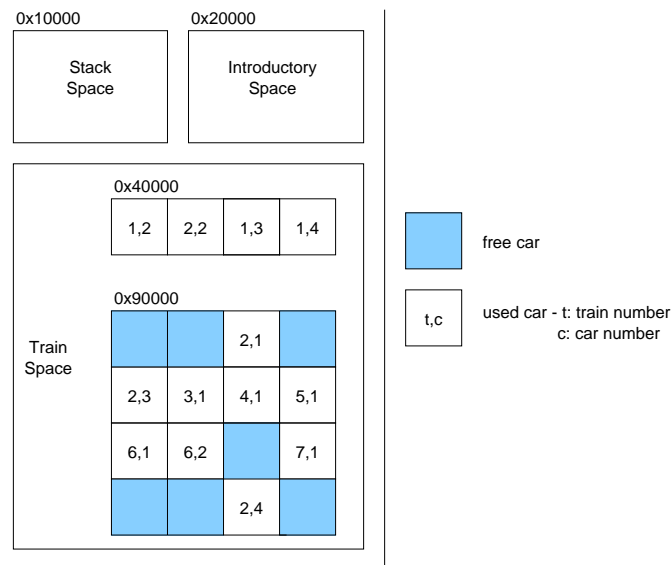 0x10000
0x20000
Stack
Space
Introductory
Space
0x40000
1,2 2,2 1,3 1,4
0x90000
Train
Space
2,1
2,3 3,1 4,1 5,1
6,1 6,2 7,1
2,4
free car
t,c
used car - t: train number
c: car number